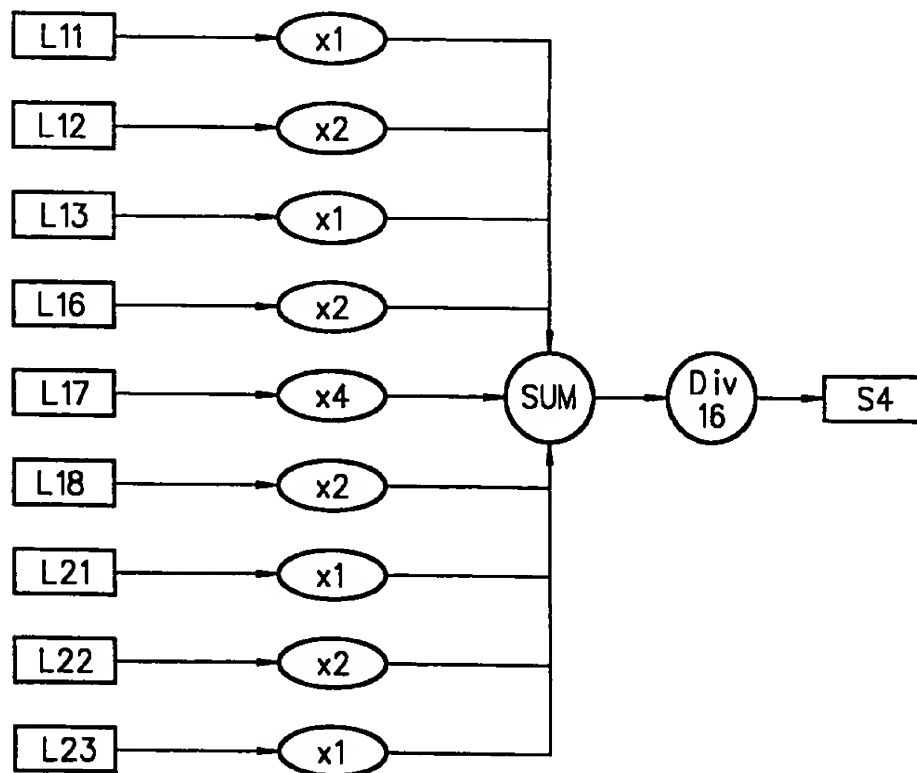 L11 x1
L12 x2
L13 x1
L16 x2
L17 x4 SUM Div 16 S4
L18 x2
L21 x1
L22 x2
L23 x1